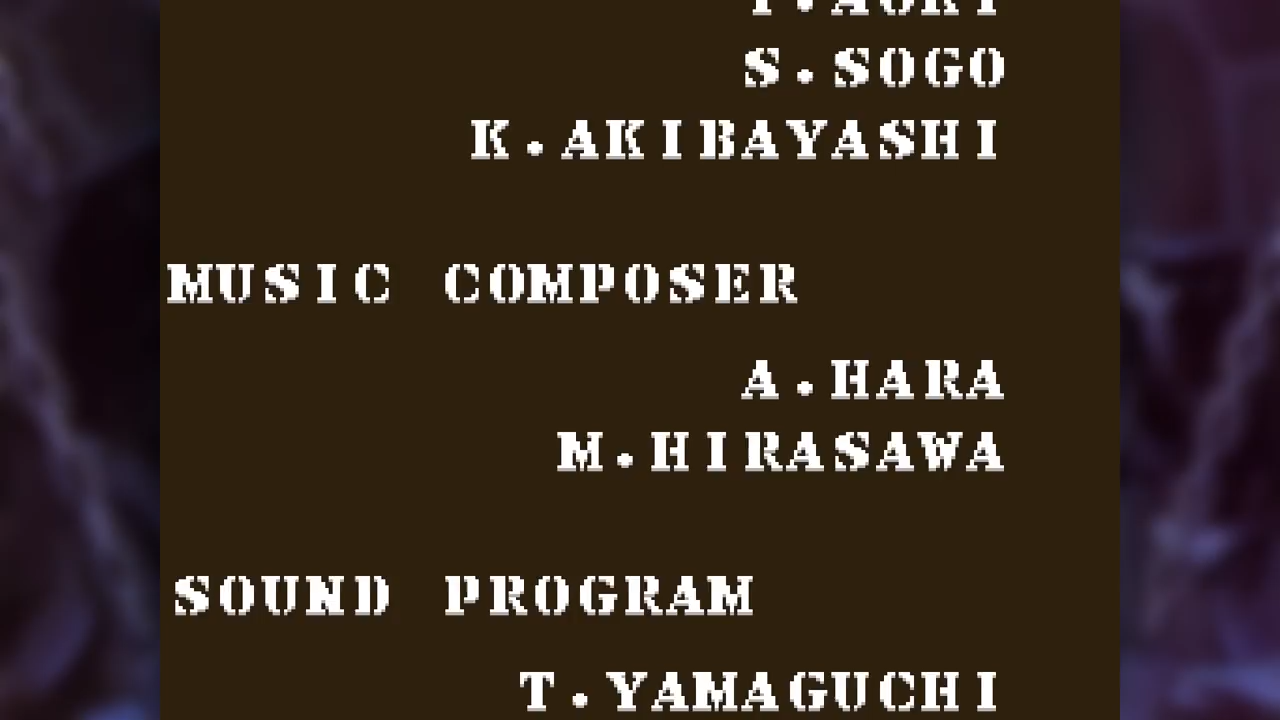 S.SOGO
K.AKIBAYASHI
MUSIC COMPOSER
A.HARA
M.HIRASAWA
SOUND PROGRAM
T.YAMAGUCHI